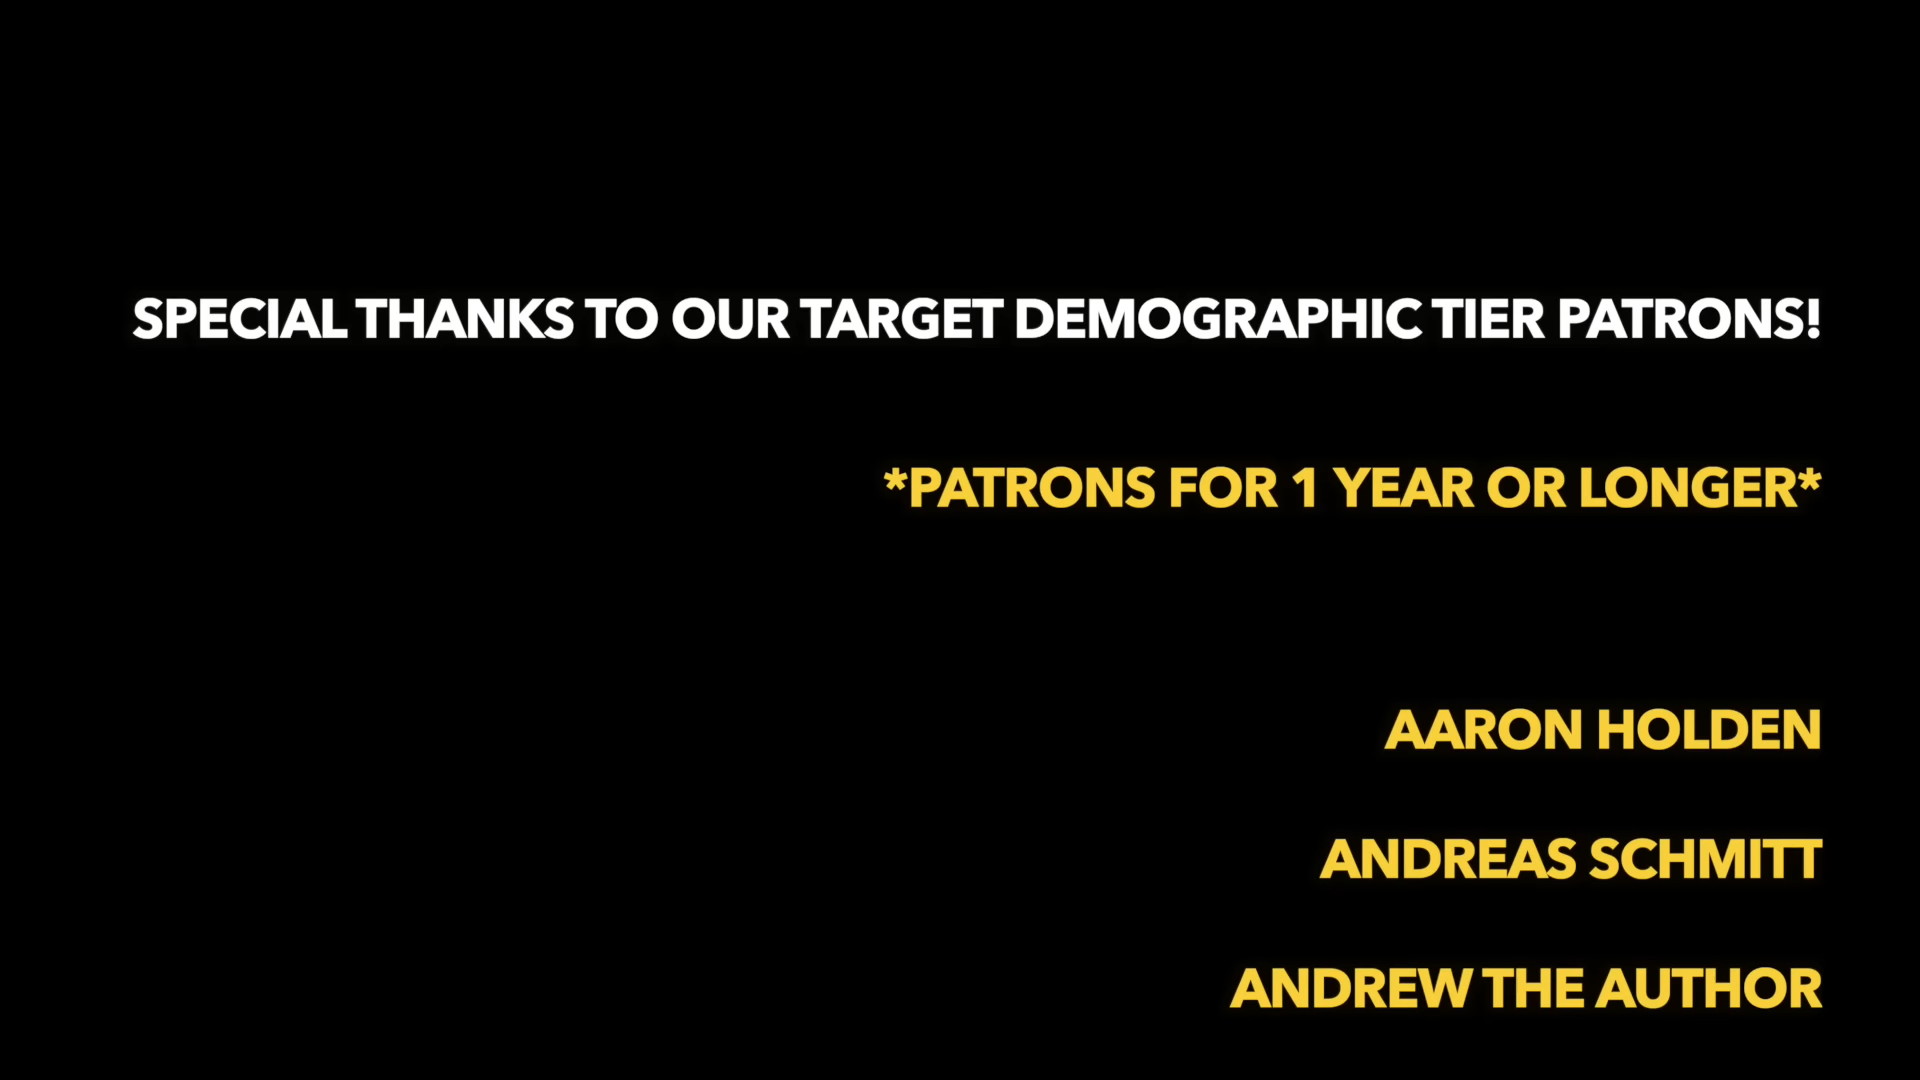 SPECIAL THANKS TO OUR TARGET DEMOGRAPHIC TIER PATRONS!
*PATRONS FOR 1 YEAR OR LONGER*
AARON HOLDEN
ANDREAS SCHMITT
ANDREW THE AUTHOR